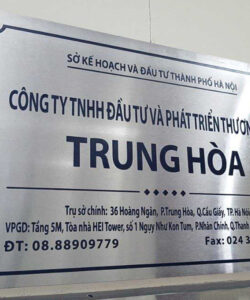 SỞ KẾ HOẠCH VÀ ĐẦU TƯ THÀNH PHỐ HÀ NỘI
CÔNG TY TNHH ĐẦU TƯ VÀ PHÁT TRIỂN THƯƠN
TRUNG HÒA
Trụ sở chính: 36 Hoàng Ngân, P.Trung Hòa, Q.Cầu Giấy, TP. Hà Nội
VPGD: Tầng 5M, Tòa nhà HEI Tower, số 1 Ngụy Như Kon Tum, P.Nhân Chính, Q.Thanh
ĐT: 08.88909779 Fax: 024 3